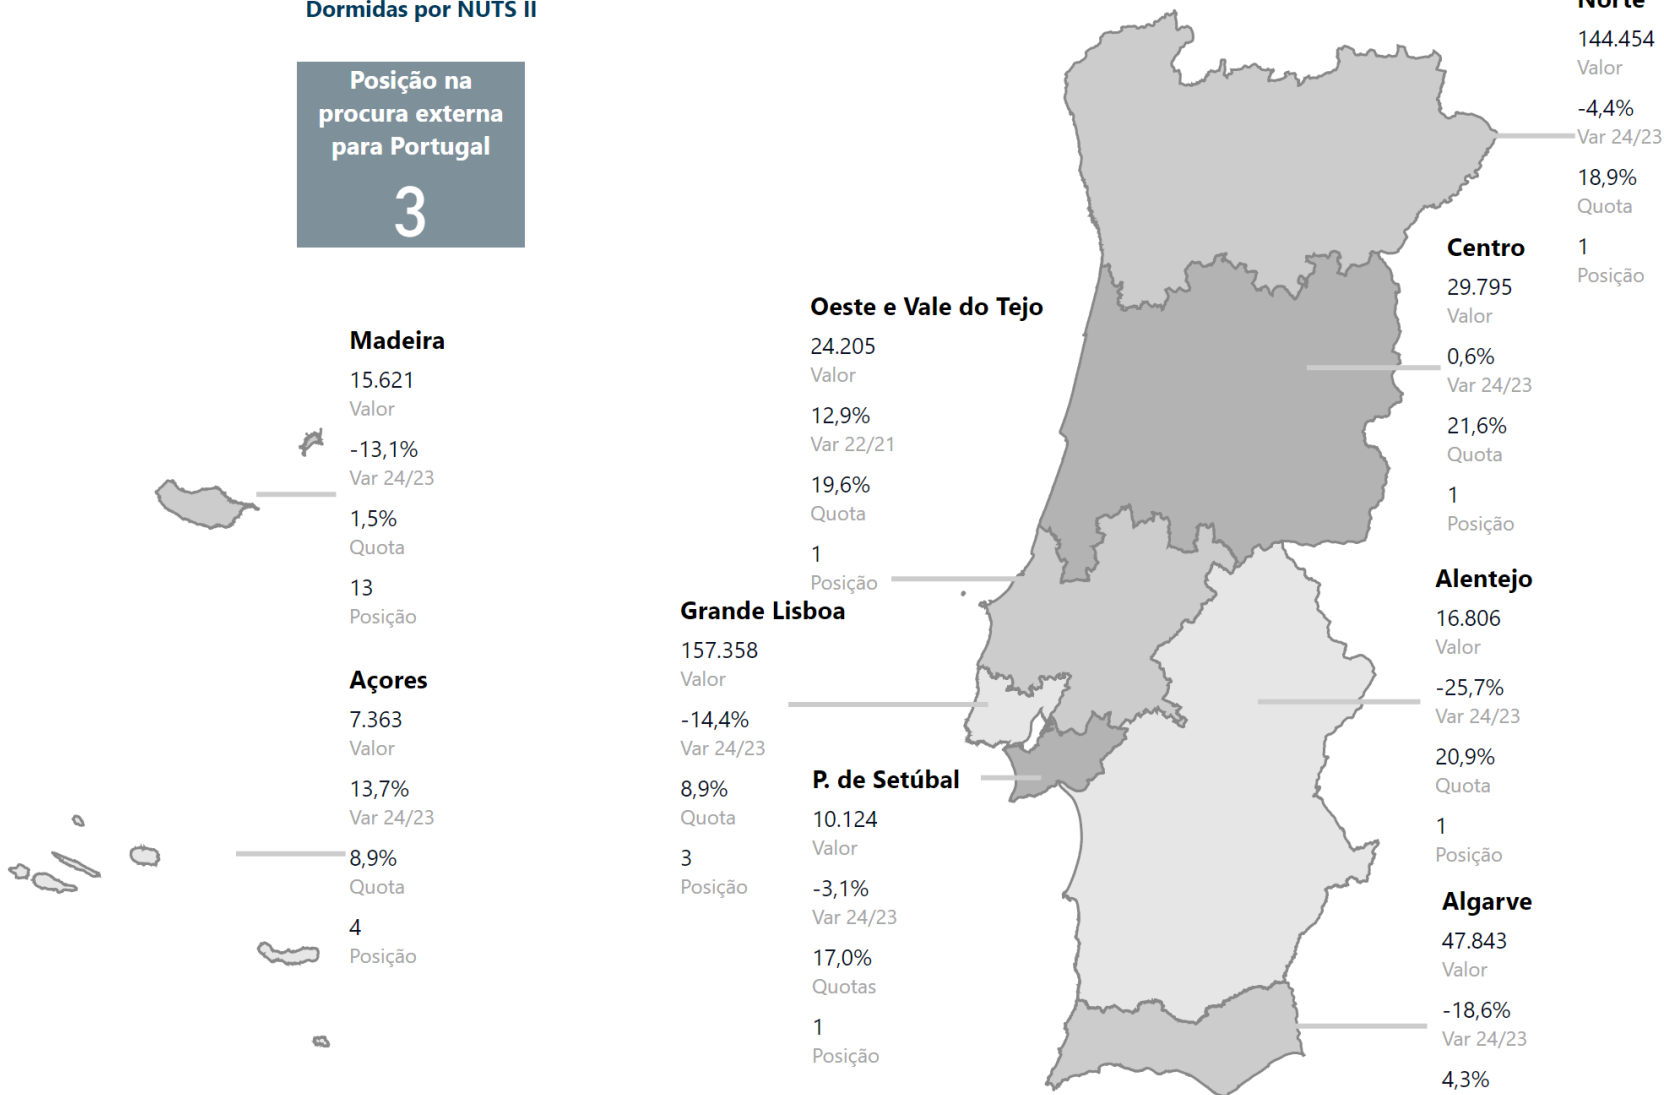 Dormidas por NUTS II
Posição na
procura externa
para Portugal
3
Norte
144.454
Valor
-4,4%
Var 24/23
18,9%
Quota
1
Posição
Centro
29.795
Valor
0,6%
Var 24/23
21,6%
Quota
1
Posição
Oeste e Vale do Tejo
24.205
Valor
12,9%
Var 22/21
19,6%
Quota
1
Posição
Madeira
15.621
Valor
-13,1%
Var 24/23
1,5%
Quota
13
Posição
Grande Lisboa
157.358
Valor
-14,4%
Var 24/23
8,9%
Quota
3
Posição
Alentejo
16.806
Valor
-25,7%
Var 24/23
20,9%
Quota
1
Posição
Açores
7.363
Valor
13,7%
Var 24/23
8,9%
Quota
4
Posição
P. de Setúbal
10.124
Valor
-3,1%
Var 24/23
17,0%
Quotas
1
Posição
Algarve
47.843
Valor
-18,6%
Var 24/23
4,3%